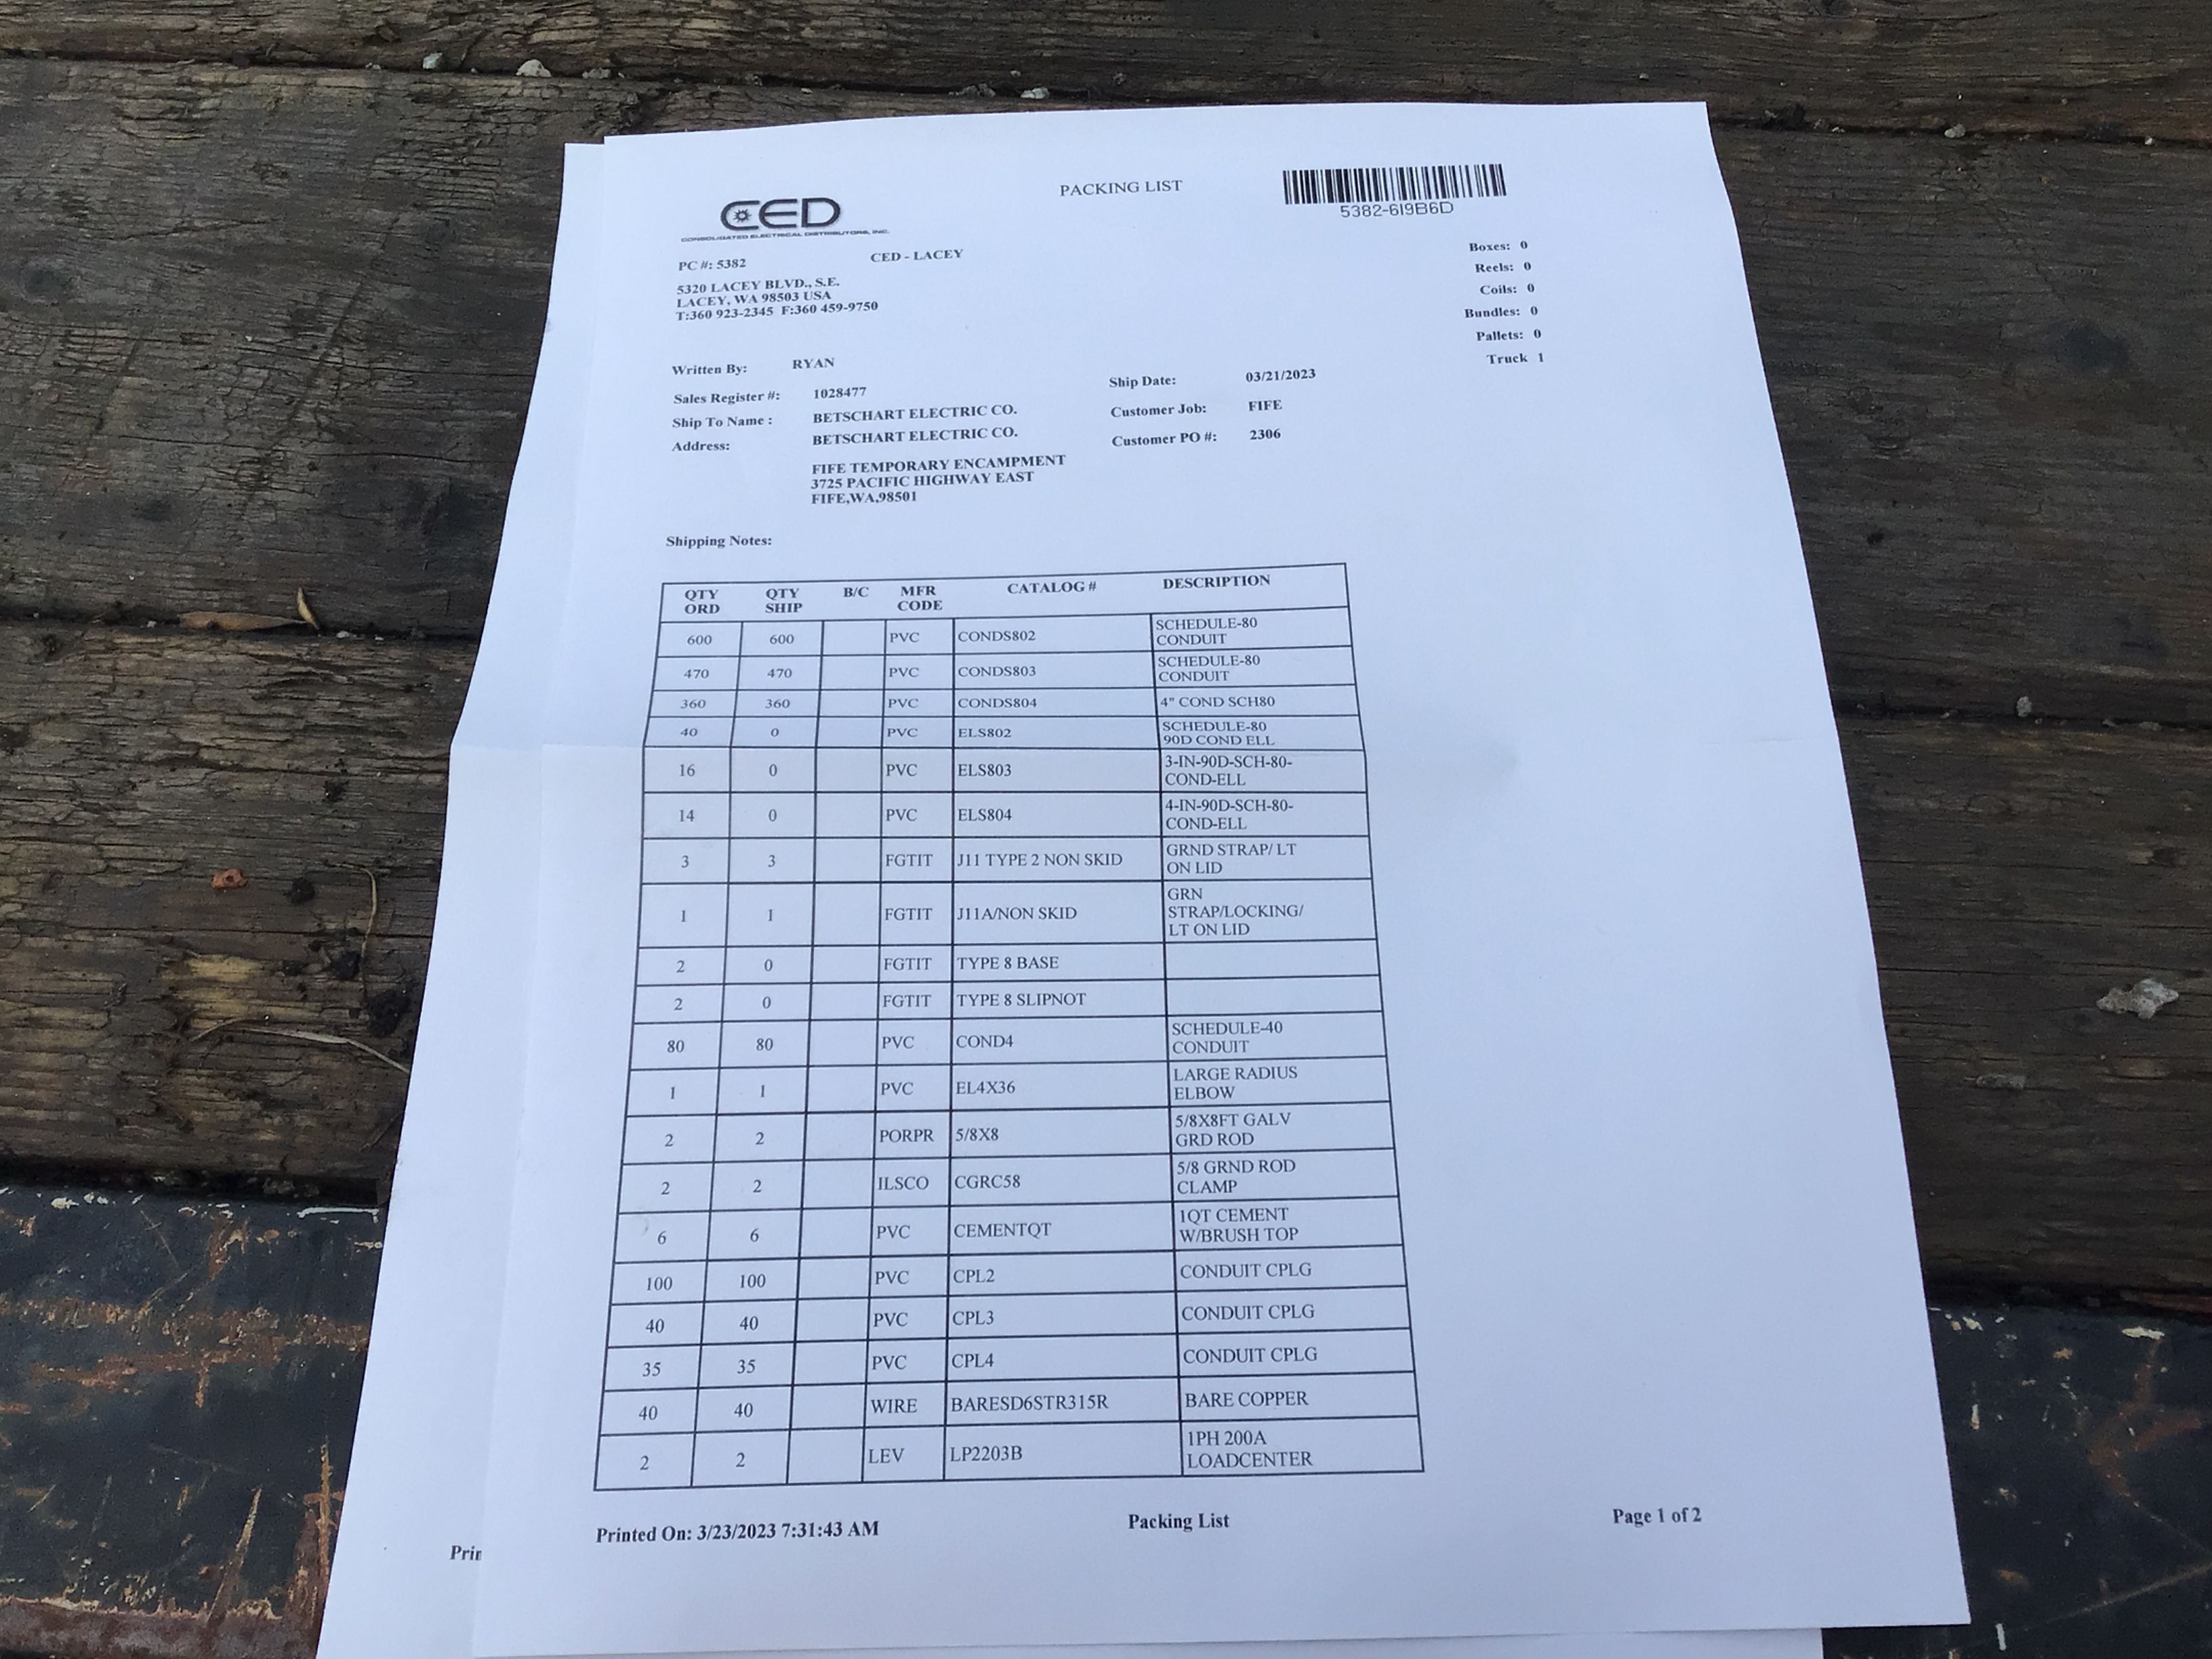 PACKING LIST
CED
CONSOLIDATED ELECTRICAL DISTRIBUTORS, INC.
5382-6I9B6D
PC #: 5382 CED - LACEY
5320 LACEY BLVD., S.E.
LACEY, WA 98503 USA
T:360 923-2345 F:360 459-9750
Boxes: 0
Reels: 0
Coils: 0
Bundles: 0
Pallets: 0
Truck 1
Written By: RYAN
Sales Register #: 1028477
Ship To Name : BETSCHART ELECTRIC CO.
Address: BETSCHART ELECTRIC CO.
FIFE TEMPORARY ENCAMPMENT
3725 PACIFIC HIGHWAY EAST
FIFE,WA,98501
Ship Date: 03/21/2023
Customer Job: FIFE
Customer PO #: 2306
Shipping Notes:
QTY ORD QTY SHIP B/C MFR CODE CATALOG # DESCRIPTION
600 600 PVC CONDS802 SCHEDULE-80
CONDUIT
470 470 PVC CONDS803 SCHEDULE-80
CONDUIT
360 360 PVC CONDS804 4" COND SCH80
40 0 PVC ELS802 SCHEDULE-80
90D COND ELL
16 0 PVC ELS803 3-IN-90D-SCH-80-
COND-ELL
14 0 PVC ELS804 4-IN-90D-SCH-80-
COND-ELL
3 3 FGTIT J11 TYPE 2 NON SKID GRND STRAP/ LT
ON LID
1 1 FGTIT J11A/NON SKID GRN
STRAP/LOCKING/
LT ON LID
2 0 FGTIT TYPE 8 BASE
2 0 FGTIT TYPE 8 SLIPNOT
80 80 PVC COND4 SCHEDULE-40
CONDUIT
1 1 PVC EL4X36 LARGE RADIUS
ELBOW
2 2 PORPR 5/8X8 5/8X8FT GALV
GRD ROD
2 2 ILSCO CGRC58 5/8 GRND ROD
CLAMP
6 6 PVC CEMENTQT 1QT CEMENT
W/BRUSH TOP
100 100 PVC CPL2 CONDUIT CPLG
40 40 PVC CPL3 CONDUIT CPLG
35 35 PVC CPL4 CONDUIT CPLG
40 40 WIRE BARESD6STR315R BARE COPPER
2 2 LEV LP2203B 1PH 200A
LOADCENTER
Printed On: 3/23/2023 7:31:43 AM Packing List Page 1 of 2
Prin